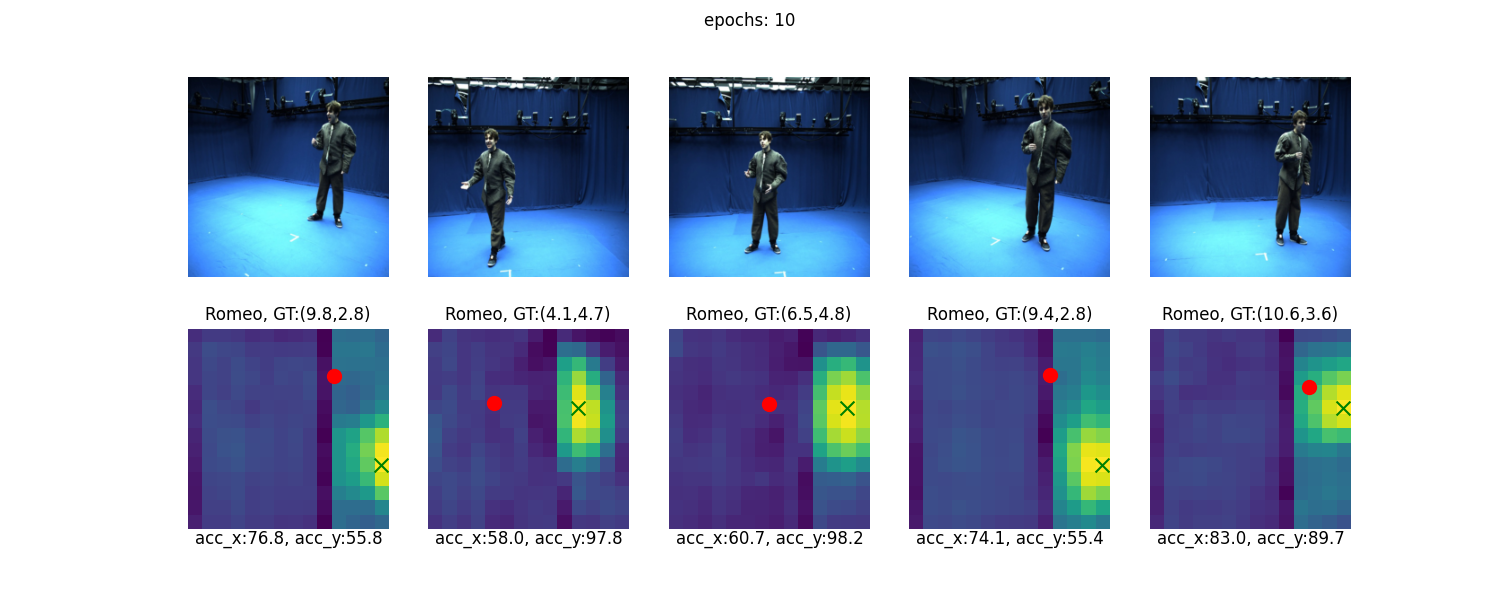 epochs: 10
Romeo, GT:(9.8,2.8)
Romeo, GT:(4.1,4.7)
Romeo, GT:(6.5,4.8)
Romeo, GT:(9.4,2.8)
Romeo, GT:(10.6,3.6)
acc_x:76.8, acc_y:55.8
acc_x:58.0, acc_y:97.8
acc_x:60.7, acc_y:98.2
acc_x:74.1, acc_y:55.4
acc_x:83.0, acc_y:89.7